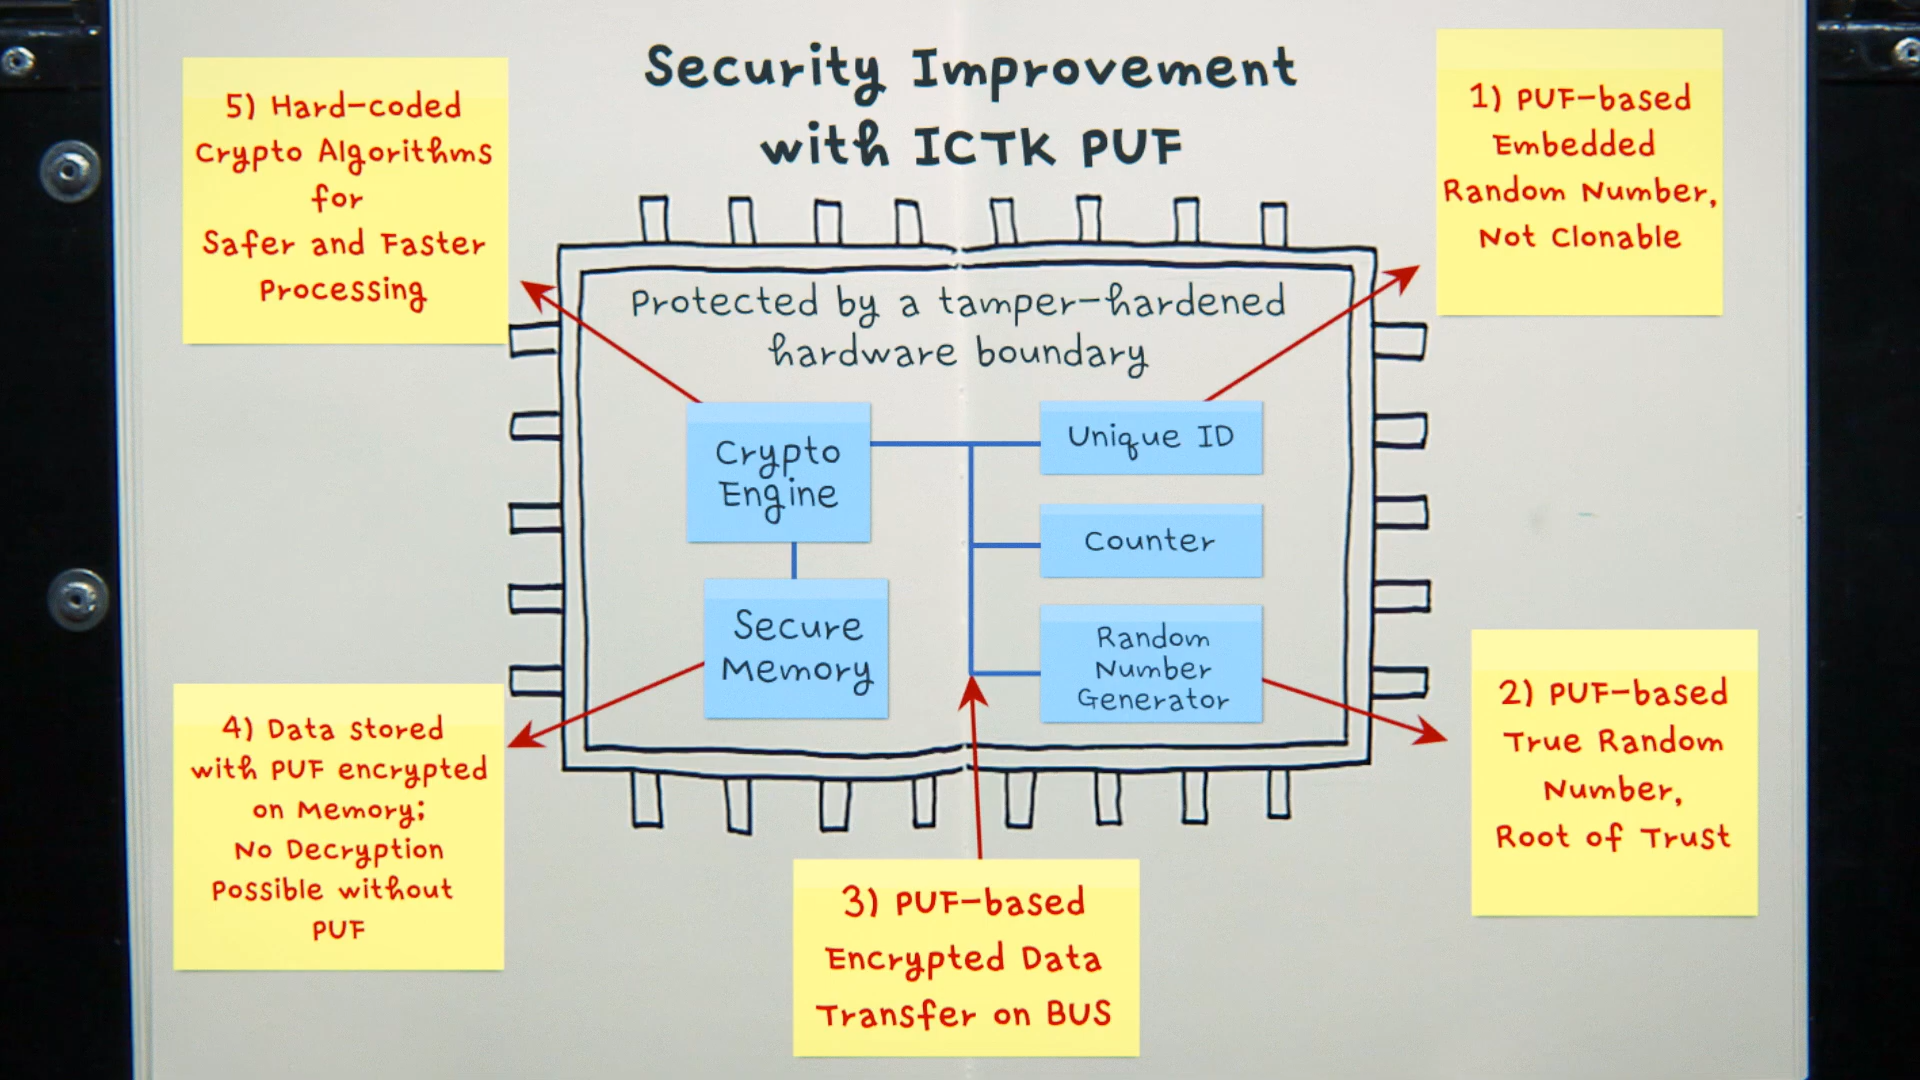 Security Improvement
with ICTK PUF
5) Hard-coded
Crypto Algorithms
for
Safer and Faster
Processing
1) PUF-based
Embedded
Random Number,
Not Clonable
Protected by a tamper-hardened
hardware boundary
Crypto
Engine
Unique ID
Counter
Secure
Memory
Random
Number
Generator
2) PUF-based
True Random
Number,
Root of Trust
4) Data stored
with PUF encrypted
on Memory;
No Decryption
Possible without
PUF
3) PUF-based
Encrypted Data
Transfer on BUS